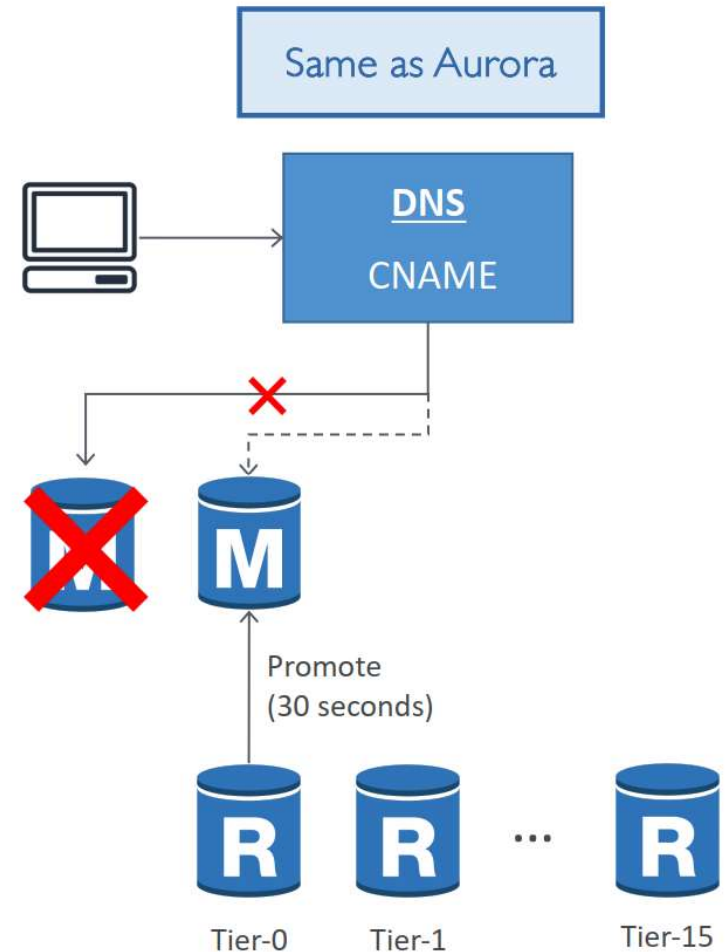 Same as Aurora
DNS
CNAME
M
M
Promote
(30 seconds)
R
R
...
R
Tier-0
Tier-1
Tier-15